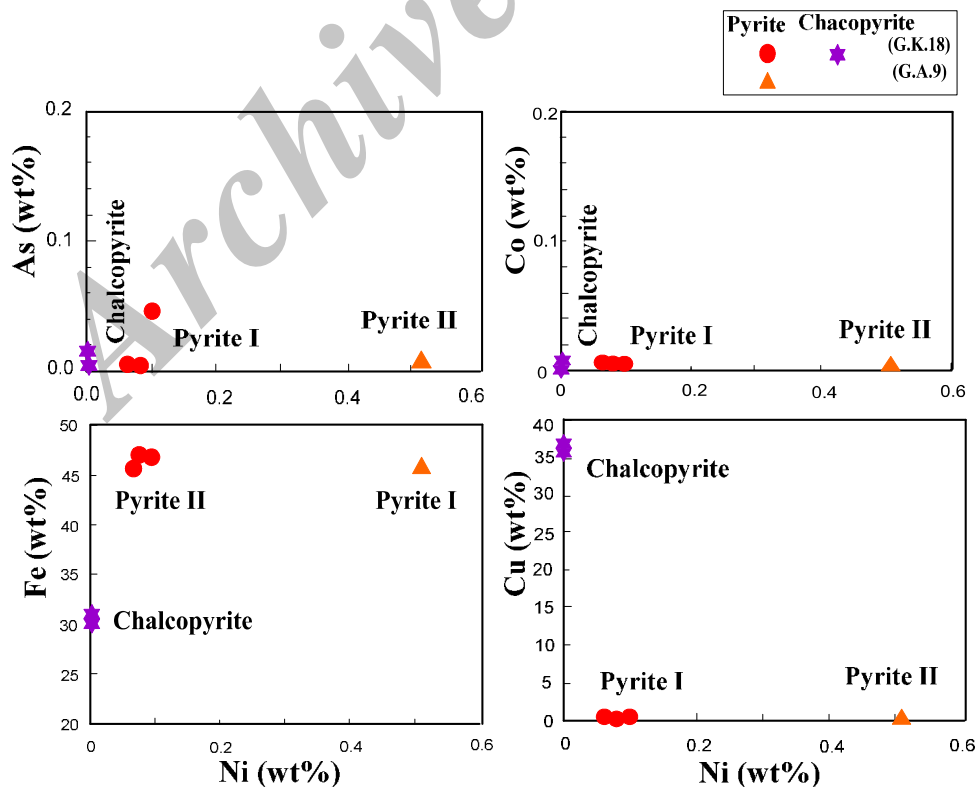 Pyrite Chacopyrite
(G.K.18)
(G.A.9)
Archive
0.2
0.1
0.0
As (wt%)
Chalcopyrite
Pyrite I
Pyrite II
0.0 0.2 0.4 0.6
0.2
0.1
0
Co (wt%)
Chalcopyrite
Pyrite I
Pyrite II
0 0.2 0.4 0.6
50
45
40
35
30
25
20
Fe (wt%)
Pyrite II
Pyrite I
Chalcopyrite
0 0.2 0.4 0.6
Ni (wt%)
40
35
30
25
20
15
10
5
0
Cu (wt%)
Chalcopyrite
Pyrite I
Pyrite II
0 0.2 0.4 0.6
Ni (wt%)